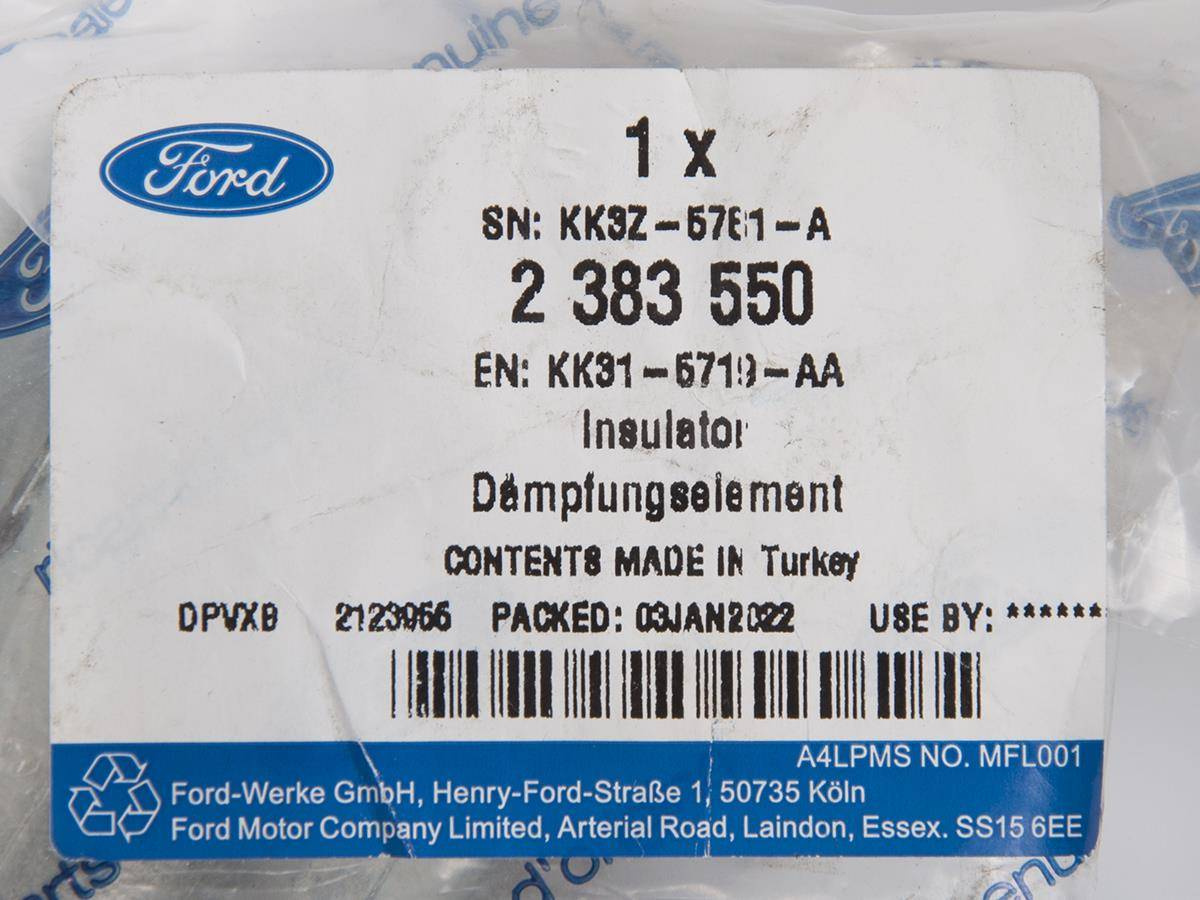 Ford
1 x
SN: KK3Z-5781-A
2 383 550
EN: KK31-5719-AA
Insulator
Dämpfungselement
CONTENTS MADE IN Turkey
DPVXB 2123966 PACKED: 03JAN2022 USE BY: ******
A4LPMS NO. MFL001
Ford-Werke GmbH, Henry-Ford-Straße 1, 50735 Köln
Ford Motor Company Limited, Arterial Road, Laindon, Essex. SS15 6EE